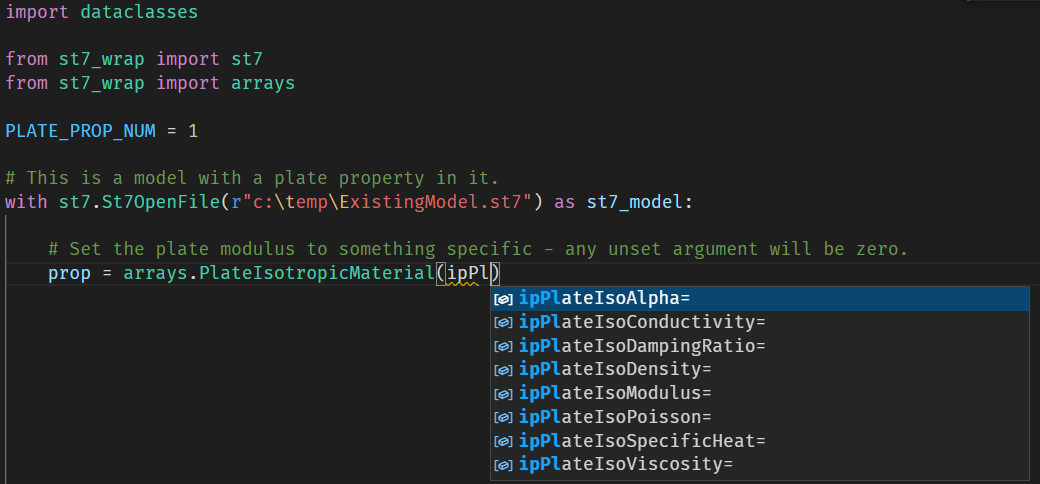 import dataclasses
from st7_wrap import st7
from st7_wrap import arrays
PLATE_PROP_NUM = 1
# This is a model with a plate property in it.
with st7.St7OpenFile(r"c:\temp\ExistingModel.st7") as st7_model:
# Set the plate modulus to something specific - any unset argument will be zero.
prop = arrays.PlateIsotropicMaterial(ipPl)
ipPlateIsoAlpha=
ipPlateIsoConductivity=
ipPlateIsoDampingRatio=
ipPlateIsoDensity=
ipPlateIsoModulus=
ipPlateIsoPoisson=
ipPlateIsoSpecificHeat=
ipPlateIsoViscosity=